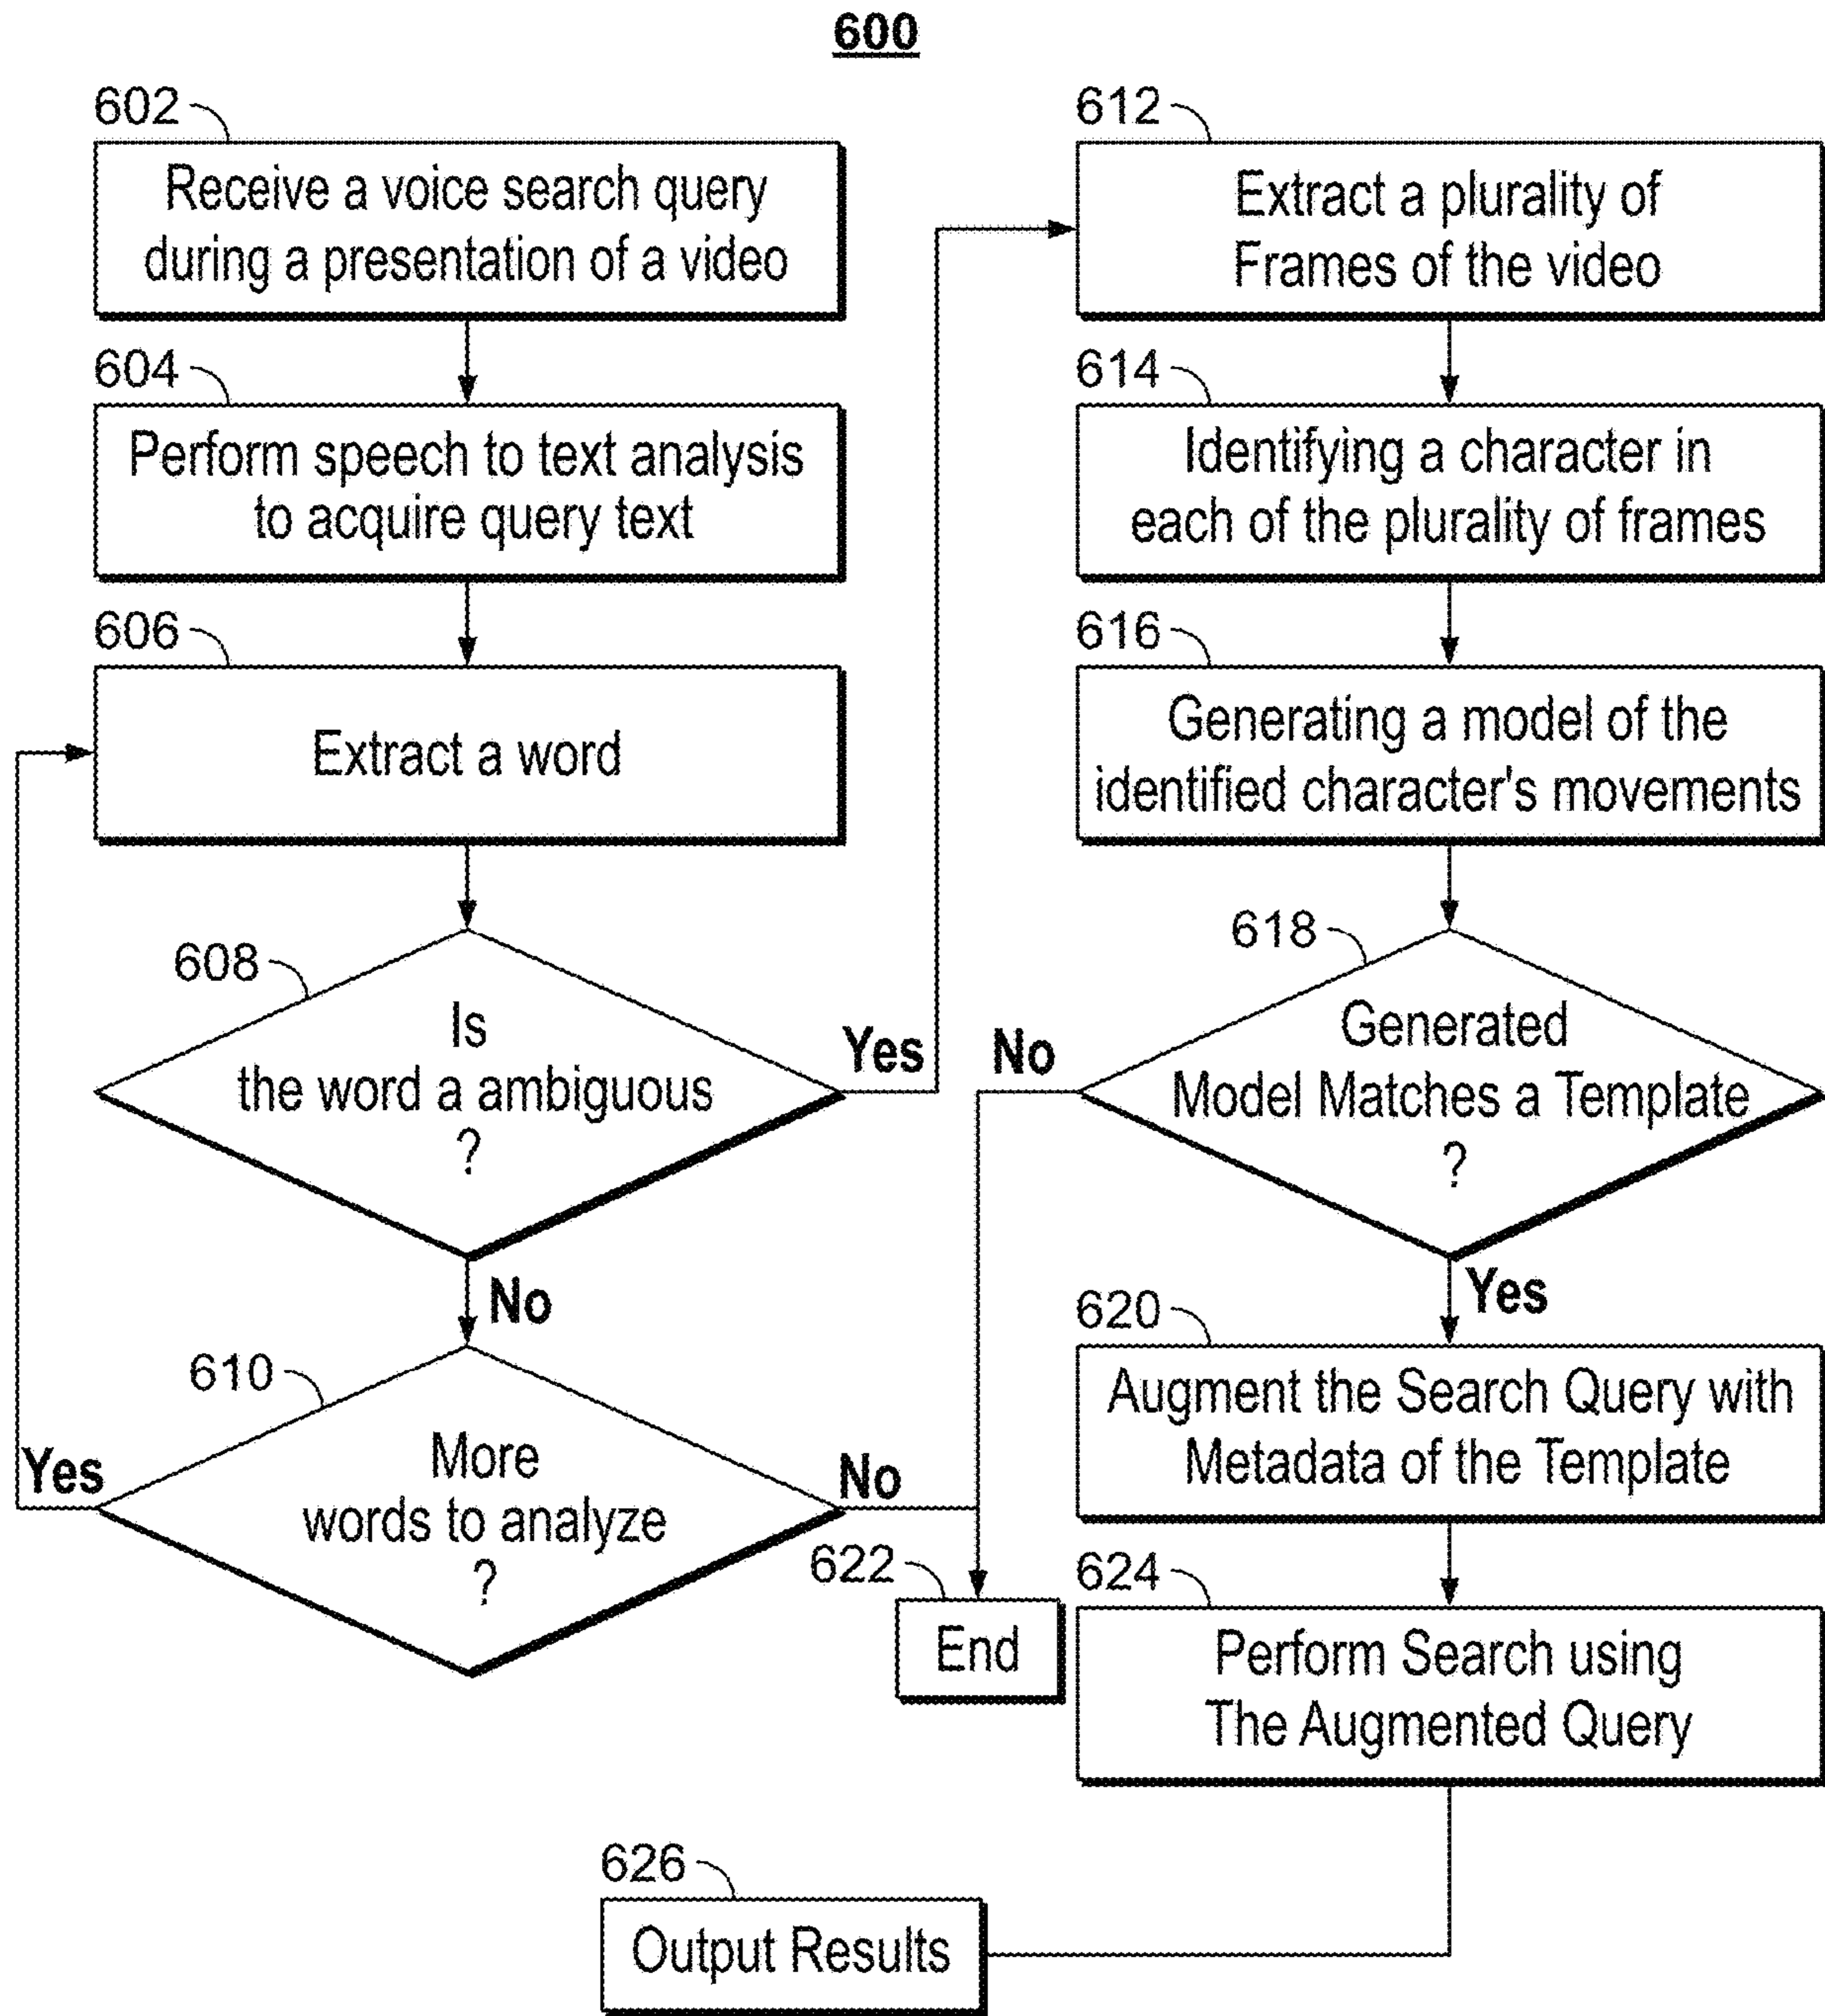 600
602
Receive a voice search query
during a presentation of a video
604
Perform speech to text analysis
to acquire query text
606
Extract a word
608
Is
the word a ambiguous
?
Yes
No
610
More
words to analyze
?
Yes
No
612
Extract a plurality of
Frames of the video
614
Identifying a character in
each of the plurality of frames
616
Generating a model of the
identified character's movements
618
Generated
Model Matches a Template
?
No
Yes
620
Augment the Search Query with
Metadata of the Template
622
End
624
Perform Search using
The Augmented Query
626
Output Results